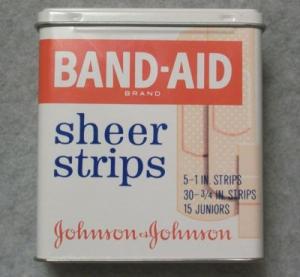 BAND-AID
BRAND
sheer
strips
5-1 IN. STRIPS
30-3/4 IN. STRIPS
15 JUNIORS
Johnson & Johnson